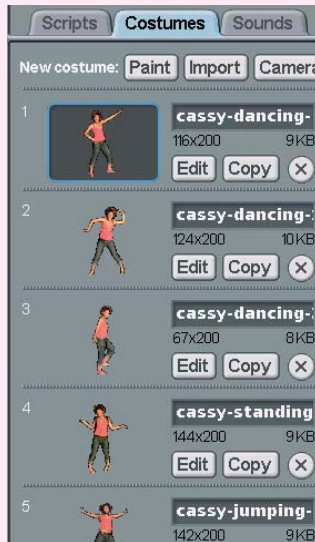 Scripts Costumes Sounds
New costume: Paint Import Camera
1
cassy-dancing-
116x200 9KB
Edit Copy
2
cassy-dancing-
124x200 10KB
Edit Copy
3
cassy-dancing-
67x200 8KB
Edit Copy
4
cassy-standing
144x200 9KB
Edit Copy
5
cassy-jumping-
142x200 9KB